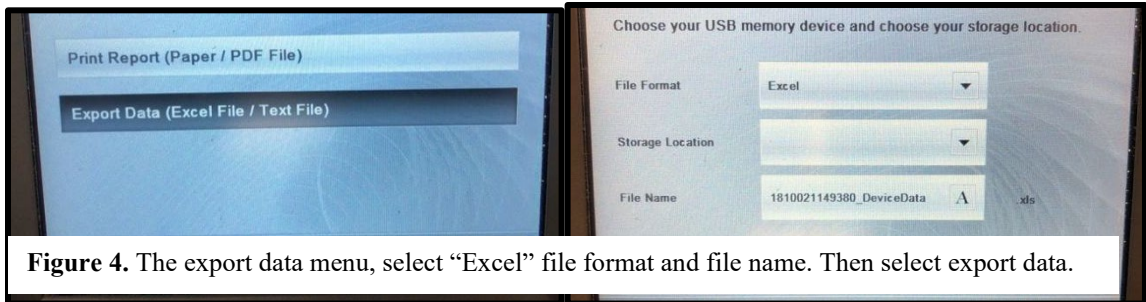 Print Report (Paper / PDF File)
Export Data (Excel File / Text File)
Choose your USB memory device and choose your storage location.
File Format
Excel
Storage Location
File Name
1810021149380_DeviceData
A
.xls
Figure 4. The export data menu, select “Excel” file format and file name. Then select export data.